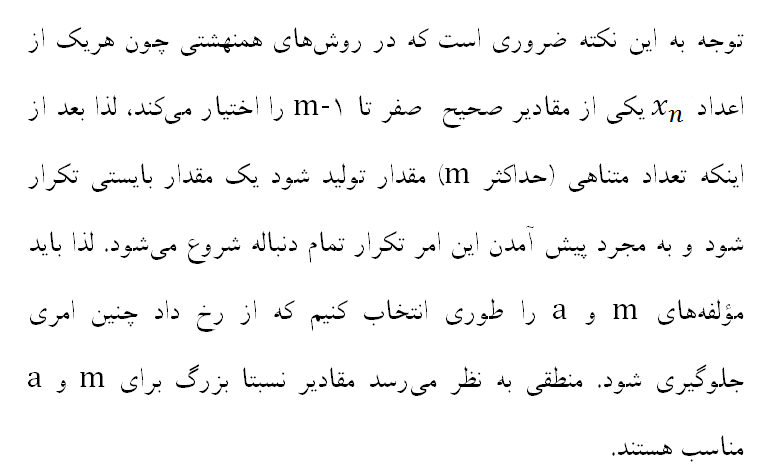 توجه به این نکته ضروری است که در روش‌های همنهشتی چون هریک از
اعداد xn یکی از مقادیر صحیح صفر تا m-۱ را اختیار می‌کند، لذا بعد از
اینکه تعداد متناهی (حداکثر m) مقدار تولید شود یک مقدار بایستی تکرار
شود و به مجرد پیش آمدن این امر تکرار تمام دنباله شروع می‌شود. لذا باید
مؤلفه‌های m و a را طوری انتخاب کنیم که از رخ داد چنین امری
جلوگیری شود. منطقی به نظر می‌رسد مقادیر نسبتا بزرگ برای m و a
مناسب هستند.